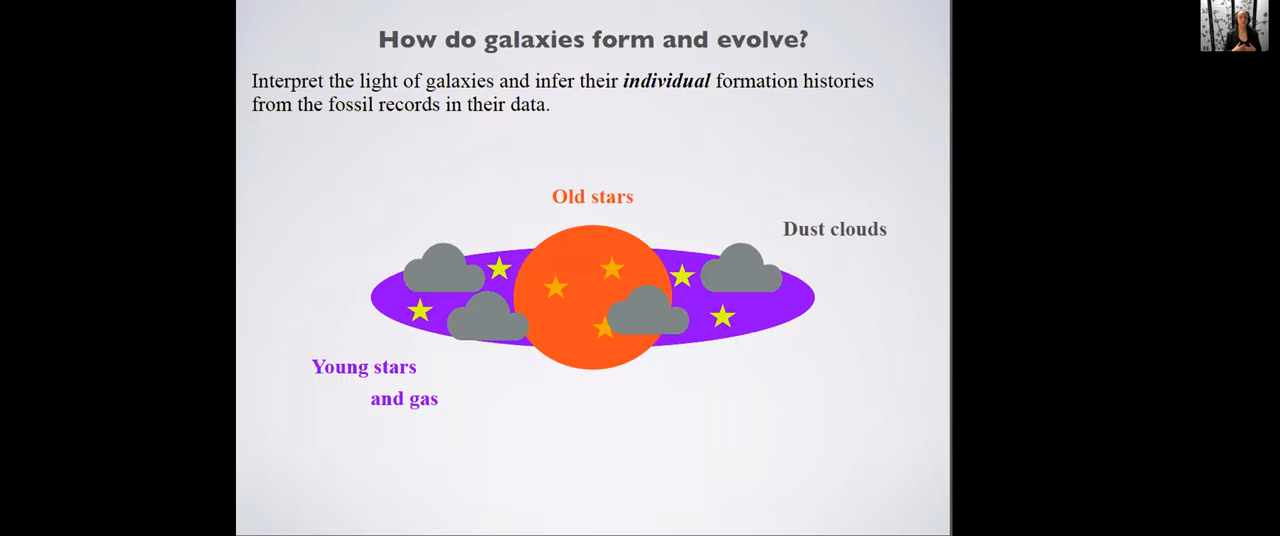 How do galaxies form and evolve?
Interpret the light of galaxies and infer their individual formation histories
from the fossil records in their data.
Old stars
Dust clouds
Young stars
and gas